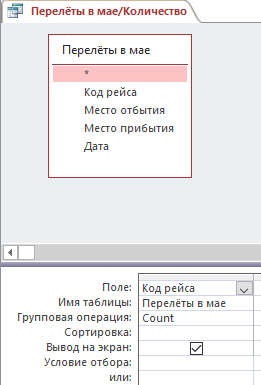 Перелёты в мае/Количество
Перелёты в мае
*
Код рейса
Место отбытия
Место прибытия
Дата
Поле: Код рейса
Имя таблицы: Перелёты в мае
Групповая операция: Count
Сортировка:
Вывод на экран:
Условие отбора:
или: